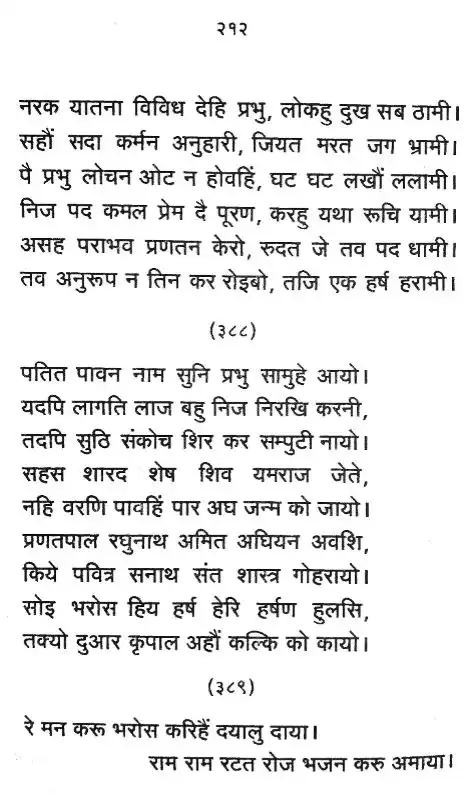 २१२
नरक यातना विविध देहि प्रभु, लोकहु दुख सब ठामी।
सहौं सदा कर्मन अनुहारी, जियत मरत जग भ्रामी।
पै प्रभु लोचन ओट न होवहिं, घट घट लखौं ललामी।
निज पद कमल प्रेम दै पूरण, करहु यथा रूचि यामी।
असह पराभव प्रणतन केरो, रुदत जे तव पद धामी।
तव अनुरूप न तिन कर रोइबो, तजि एक हर्ष हरामी।
(३८८)
पतित पावन नाम सुनि प्रभु सामुहे आयो।
यदपि लागति लाज बहु निज निरखि करनी,
तदपि सुठि संकोच शिर कर सम्पुटी नायो।
सहस शारद शेष शिव यमराज जेते,
नहि वरणि पावहिं पार अघ जन्म को जायो।
प्रणतपाल रघुनाथ अमित अघियन अवशि,
किये पवित्र सनाथ संत शास्त्र गोहरायो।
सोइ भरोस हिय हर्ष हेरि हर्षण हुलसि,
तक्यो दुआर कृपाल अहौं कल्कि को कायो।
(३८९)
रे मन करू भरोस करिहैं दयालु दाया।
राम राम रटत रोज भजन करु अमाया।